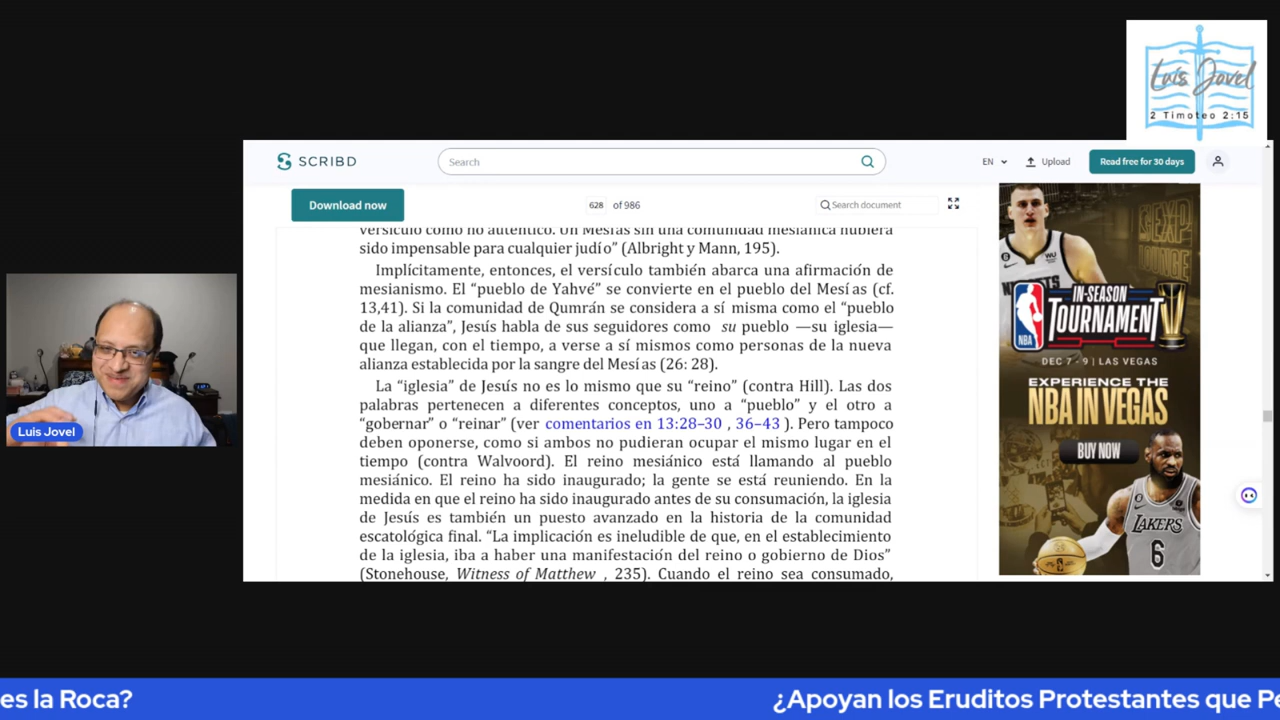 Luis Jovel
2 Timoteo 2:15
SCRIBD
Search
EN
Upload
Read free for 30 days
Download now
628 of 986
Search document
versículo como no auténtico. Un Mesías sin una comunidad mesiánica hubiera
sido impensable para cualquier judío” (Albright y Mann, 195).
Implícitamente, entonces, el versículo también abarca una afirmación de
mesianismo. El “pueblo de Yahvé” se convierte en el pueblo del Mesías (cf.
13,41). Si la comunidad de Qumrán se considera a sí misma como el “pueblo
de la alianza”, Jesús habla de sus seguidores como su pueblo —su iglesia—
que llegan, con el tiempo, a verse a sí mismos como personas de la nueva
alianza establecida por la sangre del Mesías (26: 28).
La “iglesia” de Jesús no es lo mismo que su “reino” (contra Hill). Las dos
palabras pertenecen a diferentes conceptos, uno a “pueblo” y el otro a
“gobernar” o “reinar” (ver comentarios en 13:28–30 , 36–43 ). Pero tampoco
deben oponerse, como si ambos no pudieran ocupar el mismo lugar en el
tiempo (contra Walvoord). El reino mesiánico está llamando al pueblo
mesiánico. El reino ha sido inaugurado; la gente se está reuniendo. En la
medida en que el reino ha sido inaugurado antes de su consumación, la iglesia
de Jesús es también un puesto avanzado en la historia de la comunidad
escatológica final. “La implicación es ineludible de que, en el establecimiento
de la iglesia, iba a haber una manifestación del reino o gobierno de Dios”
(Stonehouse, Witness of Matthew , 235). Cuando el reino sea consumado,
NBA
IN-SEASON
TOURNAMENT
DEC 7 - 9 | LAS VEGAS
EXPERIENCE THE
NBA IN VEGAS
BUY NOW
LAKERS
6
Luis Jovel
es la Roca?
¿Apoyan los Eruditos Protestantes que Pe